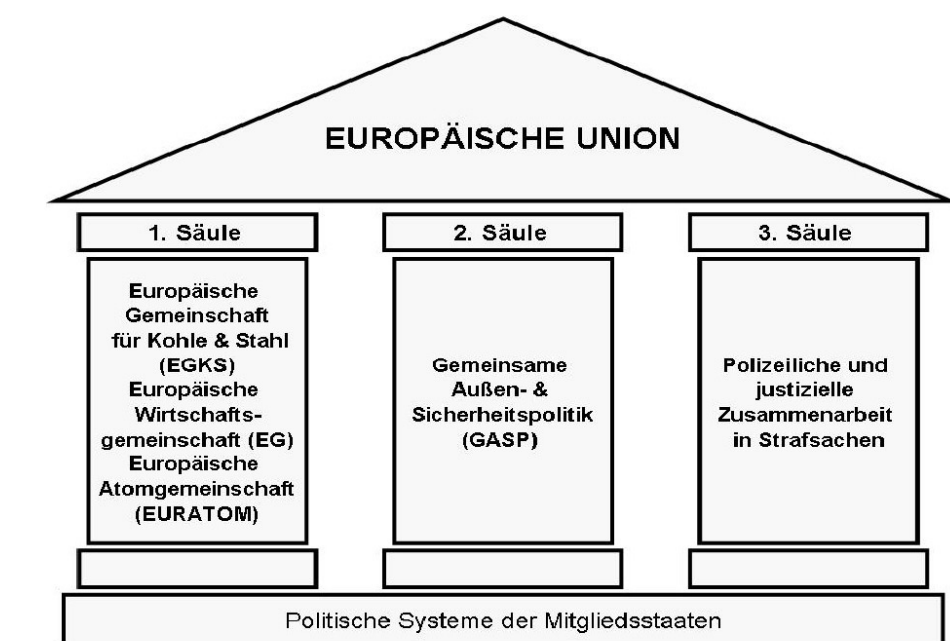 EUROPÄISCHE UNION
1. Säule
Europäische
Gemeinschaft
für Kohle & Stahl
(EGKS)
Europäische
Wirtschafts-
gemeinschaft (EG)
Europäische
Atomgemeinschaft
(EURATOM)
2. Säule
Gemeinsame
Außen- &
Sicherheitspolitik
(GASP)
3. Säule
Polizeiliche und
justizielle
Zusammenarbeit
in Strafsachen
Politische Systeme der Mitgliedsstaaten